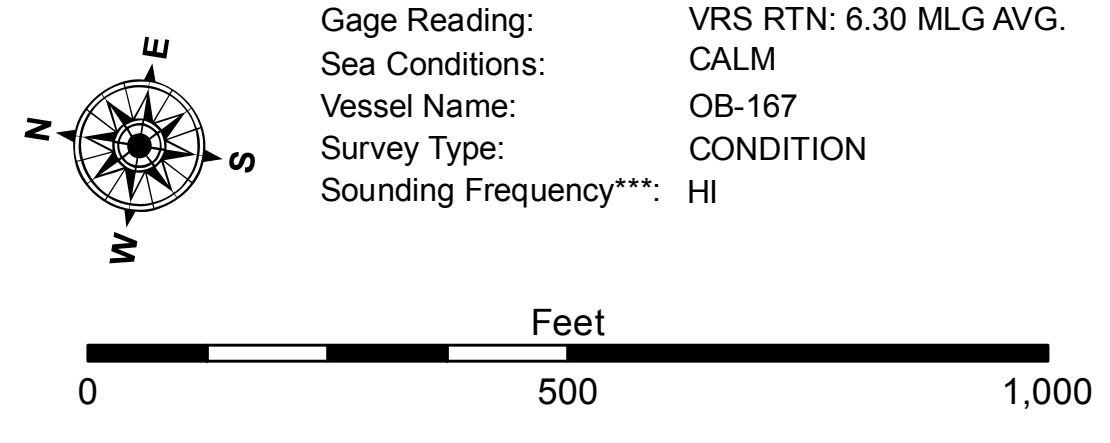 Gage Reading: VRS RTN: 6.30 MLG AVG.
Sea Conditions: CALM
Vessel Name: OB-167
Survey Type: CONDITION
Sounding Frequency***: HI
E
N
S
W
Feet
0 500 1,000